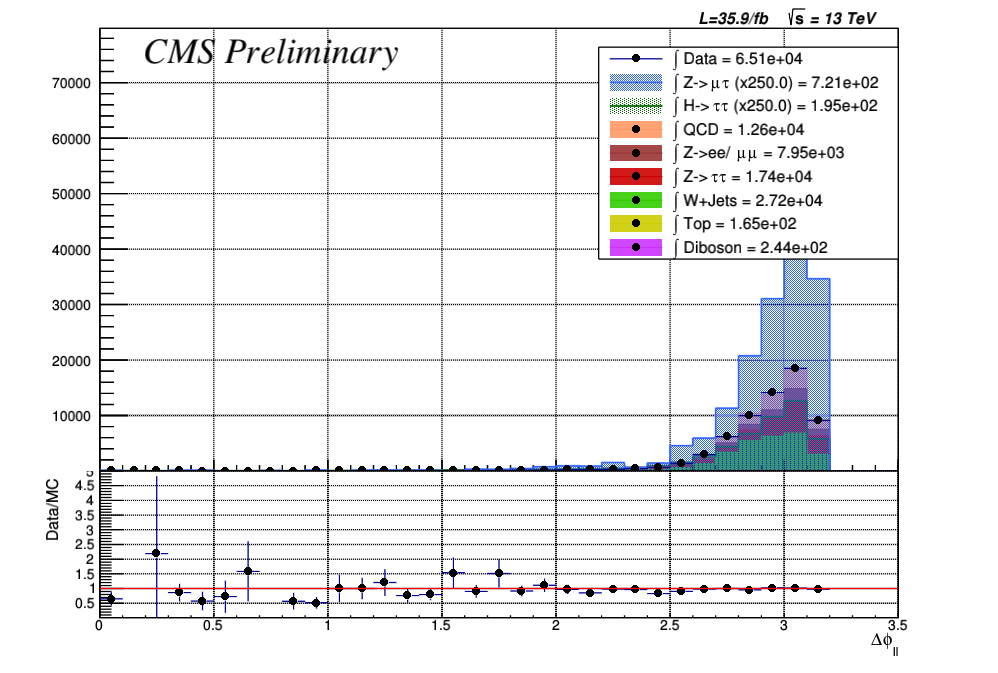 L=35.9/fb √s = 13 TeV
CMS Preliminary
∫ Data = 6.51e+04
∫ Z-> μτ (x250.0) = 7.21e+02
∫ H-> ττ (x250.0) = 1.95e+02
∫ QCD = 1.26e+04
∫ Z->ee/ μμ = 7.95e+03
∫ Z-> ττ = 1.74e+04
∫ W+Jets = 2.72e+04
∫ Top = 1.65e+02
∫ Diboson = 2.44e+02
70000
60000
50000
40000
30000
20000
10000
Data/MC
5
4.5
4
3.5
3
2.5
2
1.5
1
0.5
0 0.5 1 1.5 2 2.5 3 3.5
Δϕ_ll